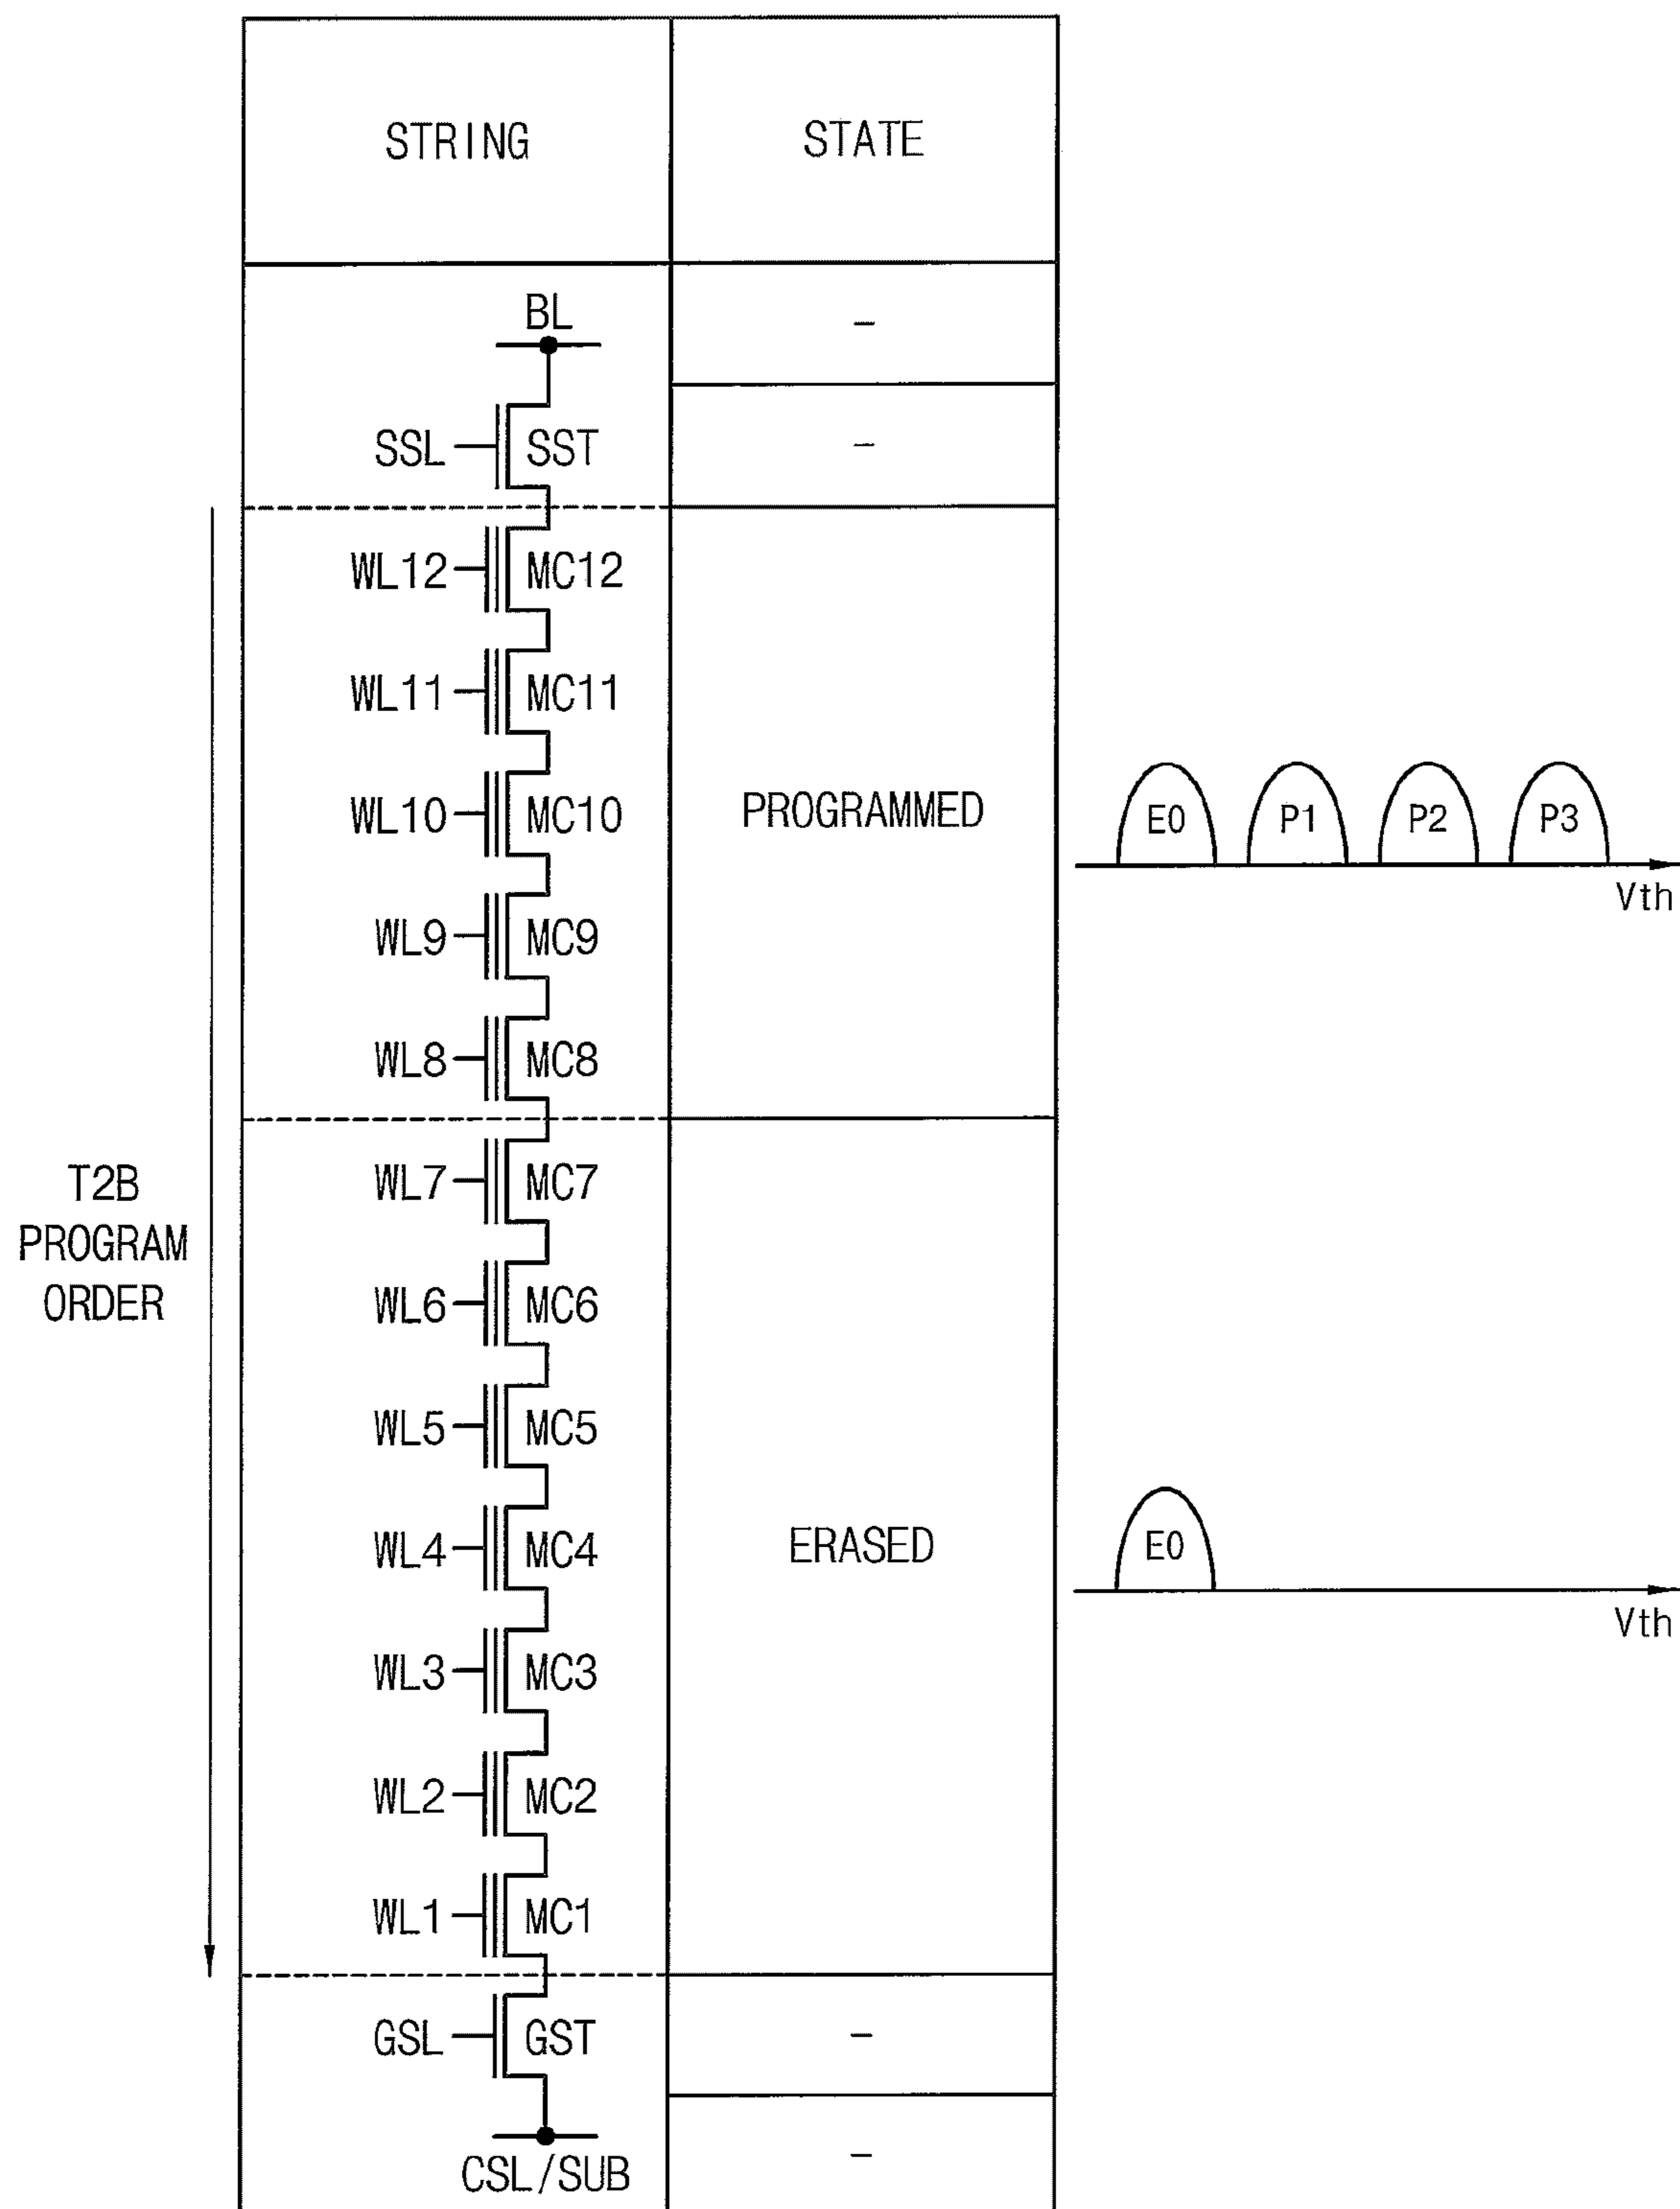 STRING STATE
BL -
SSL SST -
WL12 MC12
WL11 MC11
WL10 MC10 PROGRAMMED E0 P1 P2 P3
Vth
WL9 MC9
WL8 MC8
T2B
PROGRAM
ORDER
WL7 MC7
WL6 MC6
WL5 MC5
WL4 MC4 ERASED E0
Vth
WL3 MC3
WL2 MC2
WL1 MC1
GSL GST -
CSL/SUB -